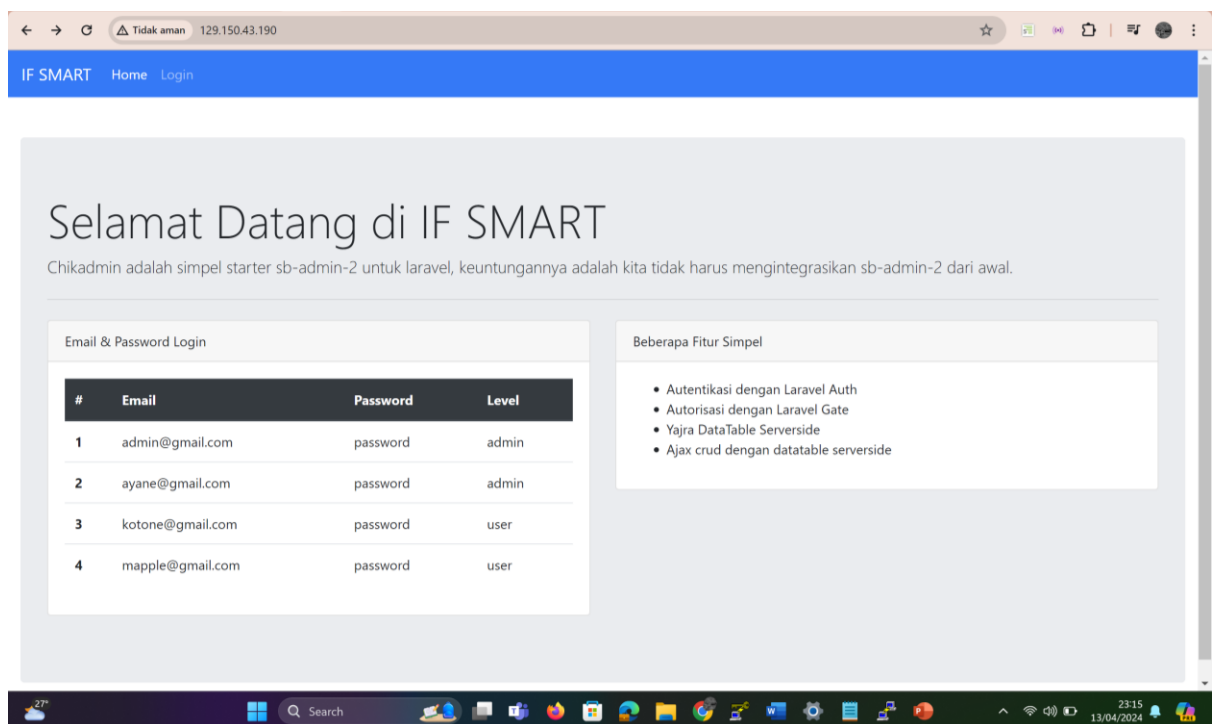 Tidak aman 129.150.43.190
IF SMART Home Login
Selamat Datang di IF SMART
Chikadmin adalah simpel starter sb-admin-2 untuk laravel, keuntungannya adalah kita tidak harus mengintegrasikan sb-admin-2 dari awal.
Email & Password Login
# Email Password Level
1 admin@gmail.com password admin
2 ayane@gmail.com password admin
3 kotone@gmail.com password user
4 mapple@gmail.com password user
Beberapa Fitur Simpel
• Autentikasi dengan Laravel Auth
• Autorisasi dengan Laravel Gate
• Yajra DataTable Serverside
• Ajax crud dengan datatable serverside
27°
Search
23:15
13/04/2024